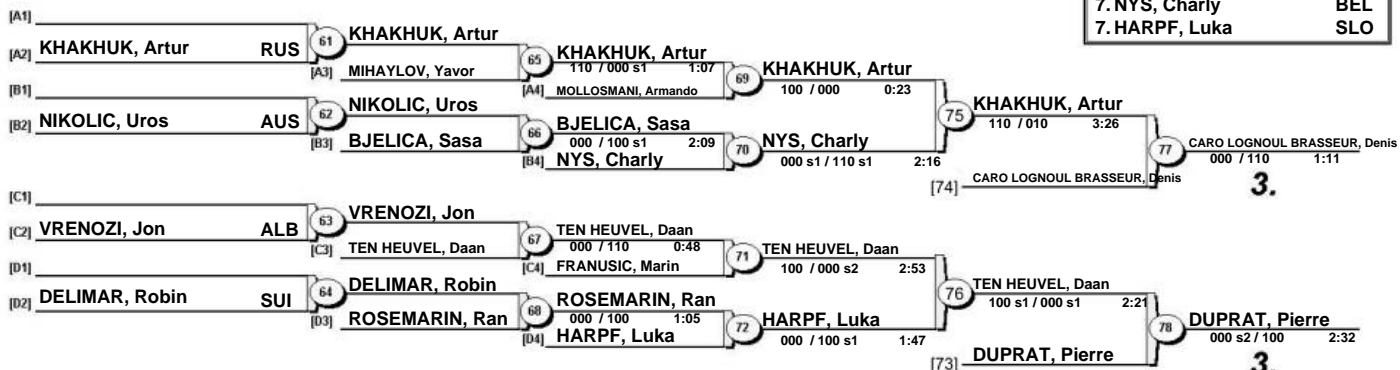 7. NYS, Charly BEL
7. HARPF, Luka SLO
[A1]
[A2] KHAKHUK, Artur RUS
61 KHAKHUK, Artur
[A3] MIHAYLOV, Yavor
65 KHAKHUK, Artur
110 / 000 s1 1:07
[A4] MOLLOSMANI, Armando
69 KHAKHUK, Artur
100 / 000 0:23
[B1]
[B2] NIKOLIC, Uros AUS
62 NIKOLIC, Uros
[B3] BJELICA, Sasa
66 BJELICA, Sasa
000 / 100 s1 2:09
[B4] NYS, Charly
70 NYS, Charly
000 s1 / 110 s1 2:16
75 KHAKHUK, Artur
110 / 010 3:26
[74] CARO LOGNOUL BRASSEUR, Denis
77 CARO LOGNOUL BRASSEUR, Denis
000 / 110 1:11
3.
[C1]
[C2] VRENOZI, Jon ALB
63 VRENOZI, Jon
[C3] TEN HEUVEL, Daan
67 TEN HEUVEL, Daan
000 / 110 0:48
[C4] FRANUSIC, Marin
71 TEN HEUVEL, Daan
100 / 000 s2 2:53
[D1]
[D2] DELIMAR, Robin SUI
64 DELIMAR, Robin
[D3] ROSEMARIN, Ran
68 ROSEMARIN, Ran
000 / 100 1:05
[D4] HARPF, Luka
72 HARPF, Luka
000 / 100 s1 1:47
76 TEN HEUVEL, Daan
100 s1 / 000 s1 2:21
[73] DUPRAT, Pierre
78 DUPRAT, Pierre
000 s2 / 100 2:32
3.